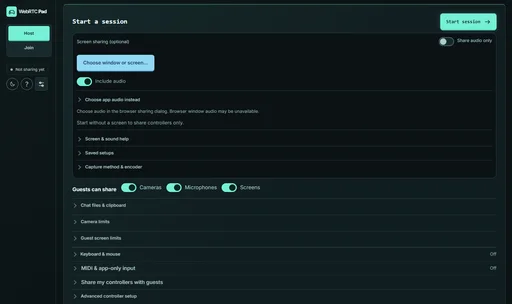 WebRTC Pad
Host
Join
Not sharing yet
?
Start a session
Start session →
Screen sharing (optional)
Share audio only
Choose window or screen...
Include audio
Choose app audio instead
Choose audio in the browser sharing dialog. Browser window audio may be unavailable.
Start without a screen to share controllers only.
Screen & sound help
Saved setups
Capture method & encoder
Guests can share
Cameras
Microphones
Screens
Chat files & clipboard
Camera limits
Guest screen limits
Keyboard & mouse
Off
MIDI & app-only input
Off
Share my controllers with guests
Advanced controller setup